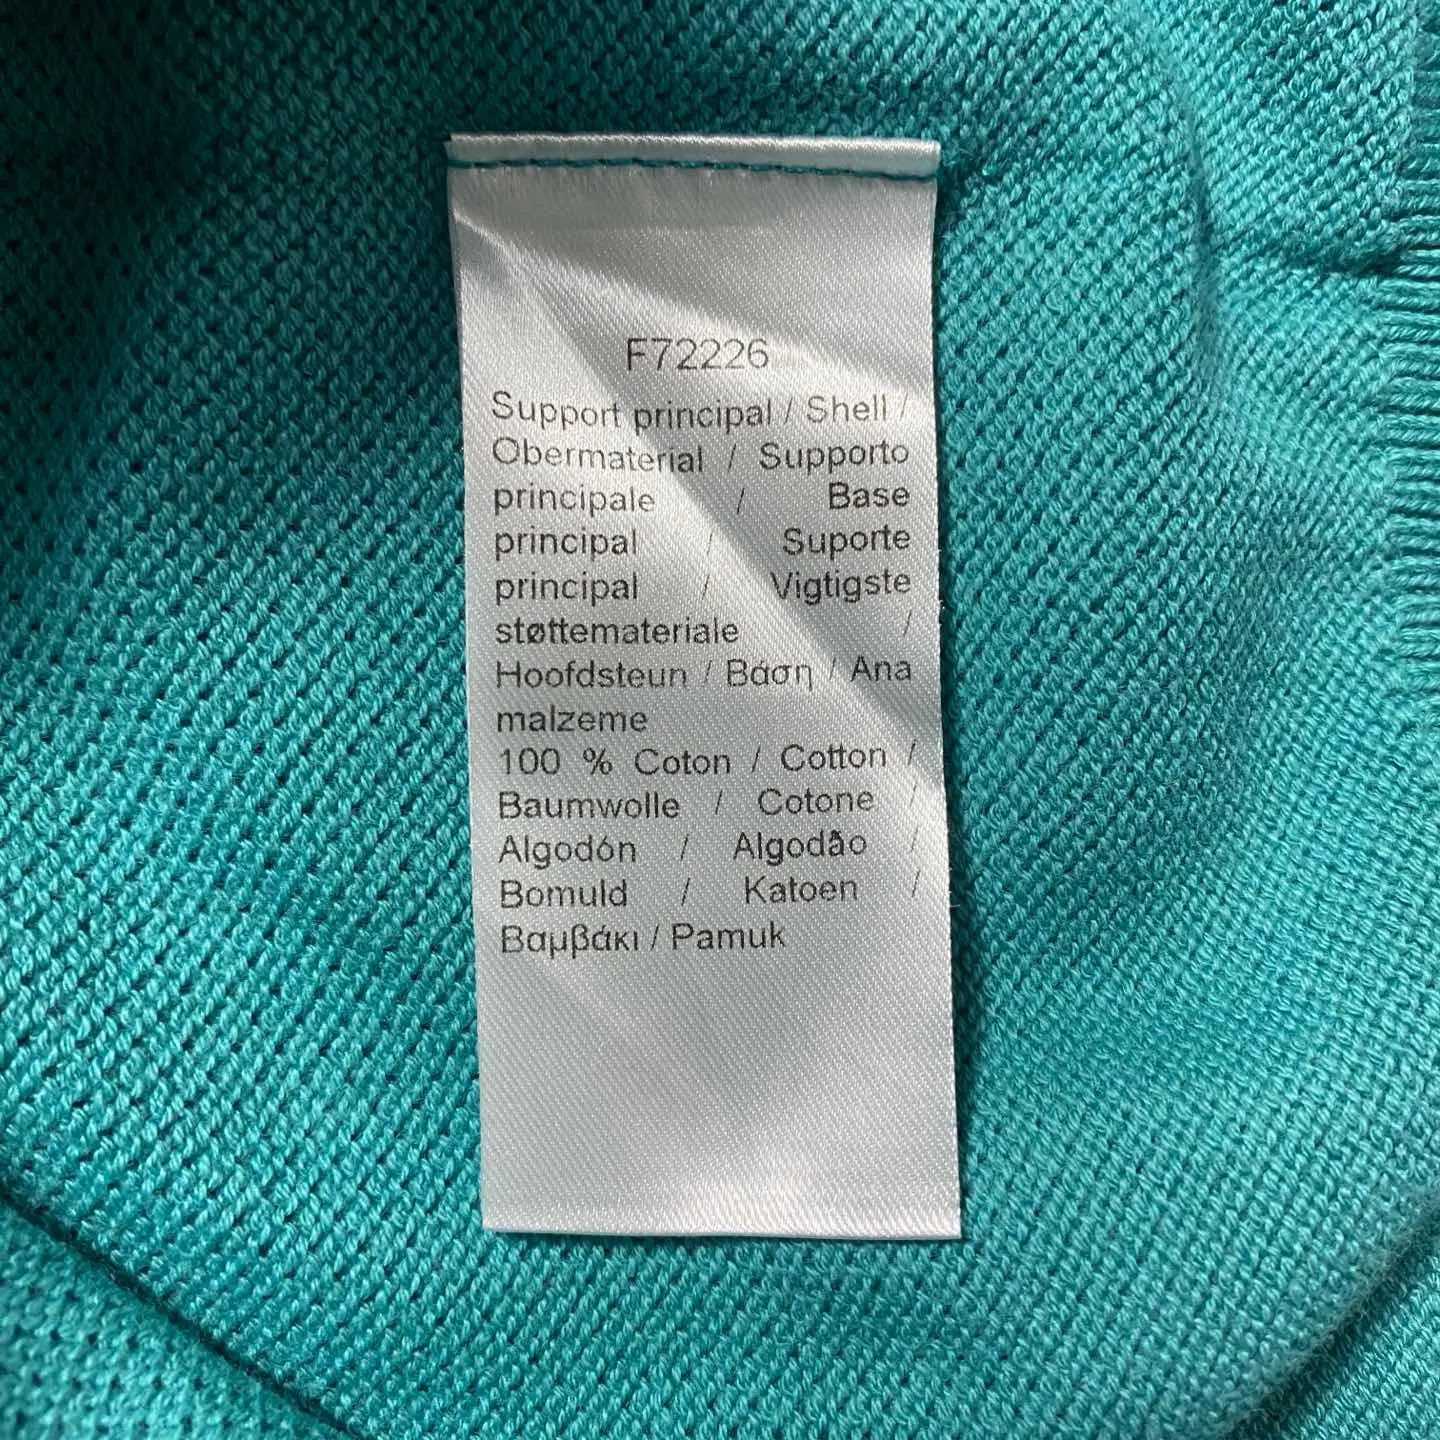 F72226
Support principal / Shell /
Obermaterial / Supporto
principale / Base
principal / Suporte
principal / Vigtigste
støttemateriale /
Hoofdsteun / Βάση / Ana
malzeme
100 % Coton / Cotton /
Baumwolle / Cotone /
Algodón / Algodão /
Bomuld / Katoen /
Βαμβάκι / Pamuk